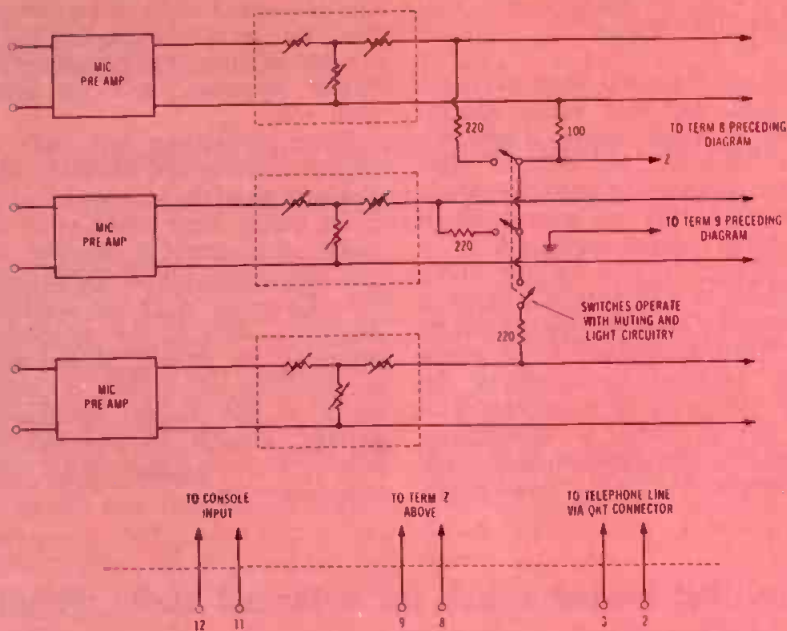 MIC
PRE AMP
220
100
TO TERM 8 PRECEDING
DIAGRAM
Z
MIC
PRE AMP
220
TO TERM 9 PRECEDING
DIAGRAM
SWITCHES OPERATE
WITH MUTING AND
LIGHT CIRCUITRY
220
MIC
PRE AMP
TO CONSOLE
INPUT
TO TERM Z
ABOVE
TO TELEPHONE LINE
VIA QKT CONNECTOR
12
11
9
8
3
2